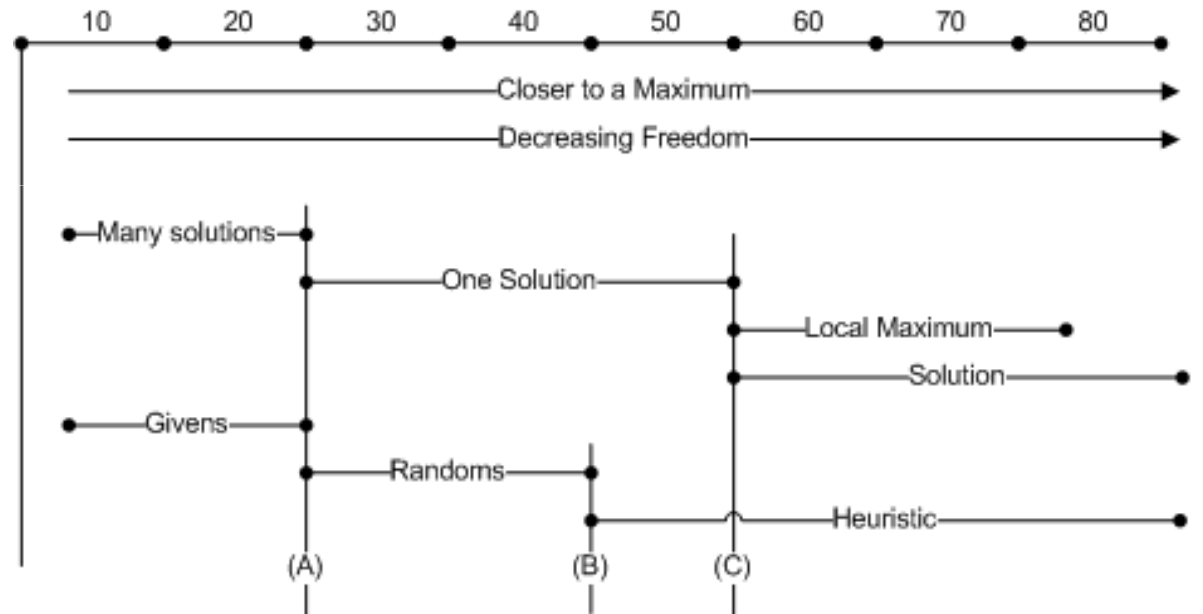 10 20 30 40 50 60 70 80
Closer to a Maximum
Decreasing Freedom
Many solutions
One Solution
Local Maximum
Solution
Givens
Randoms
Heuristic
(A) (B) (C)